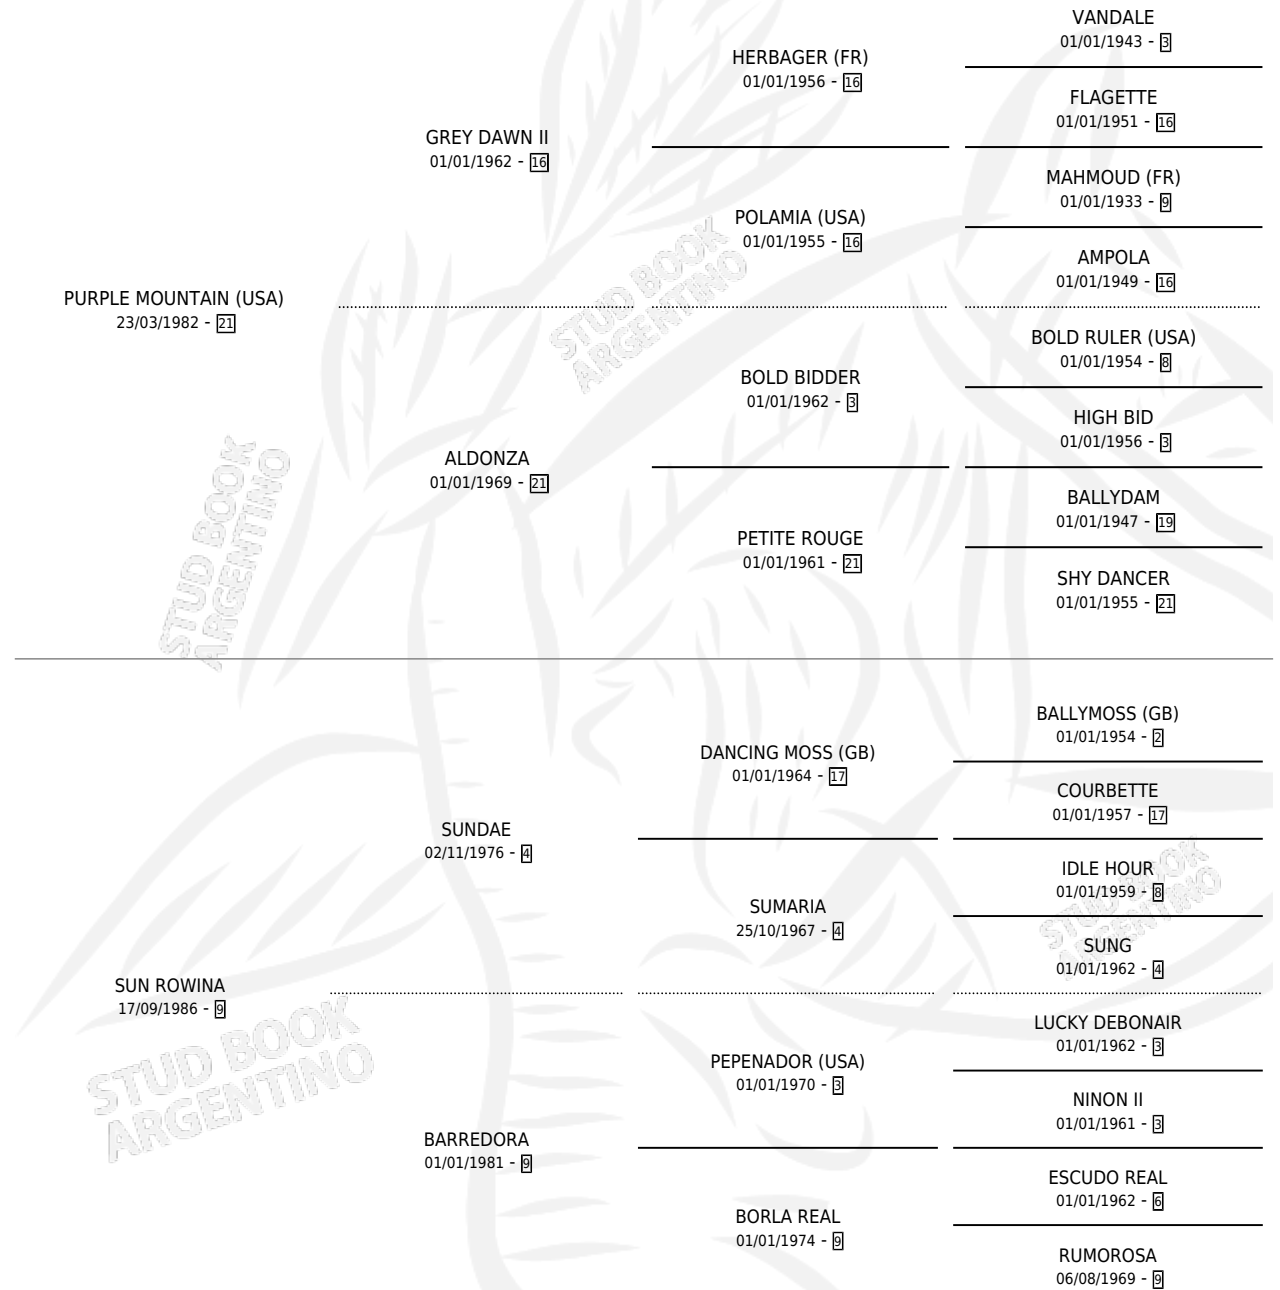 VANDALE
01/01/1943 - 3
HERBAGER (FR)
01/01/1956 - 16
FLAGETTE
01/01/1951 - 16
GREY DAWN II
01/01/1962 - 16
MAHMOUD (FR)
01/01/1933 - 9
POLAMIA (USA)
01/01/1955 - 16
AMPOLA
01/01/1949 - 16
PURPLE MOUNTAIN (USA)
23/03/1982 - 21
STUD BOOK
ARGENTINO
BOLD RULER (USA)
01/01/1954 - 8
BOLD BIDDER
01/01/1962 - 3
HIGH BID
01/01/1956 - 3
ALDONZA
01/01/1969 - 21
BALLYDAM
01/01/1947 - 19
PETITE ROUGE
01/01/1961 - 21
SHY DANCER
01/01/1955 - 21
STUD BOOK
ARGENTINO
BALLYMOSS (GB)
01/01/1954 - 2
DANCING MOSS (GB)
01/01/1964 - 17
COURBETTE
01/01/1957 - 17
SUNDAE
02/11/1976 - 4
IDLE HOUR
01/01/1959 - 8
SUMARIA
25/10/1967 - 4
SUNG
01/01/1962 - 4
STUD BOOK
ARGENTINO
SUN ROWINA
17/09/1986 - 9
LUCKY DEBONAIR
01/01/1962 - 3
PEPENADOR (USA)
01/01/1970 - 3
NINON II
01/01/1961 - 3
STUD BOOK
ARGENTINO
BARREDORA
01/01/1981 - 9
ESCUDO REAL
01/01/1962 - 6
BORLA REAL
01/01/1974 - 9
RUMOROSA
06/08/1969 - 9